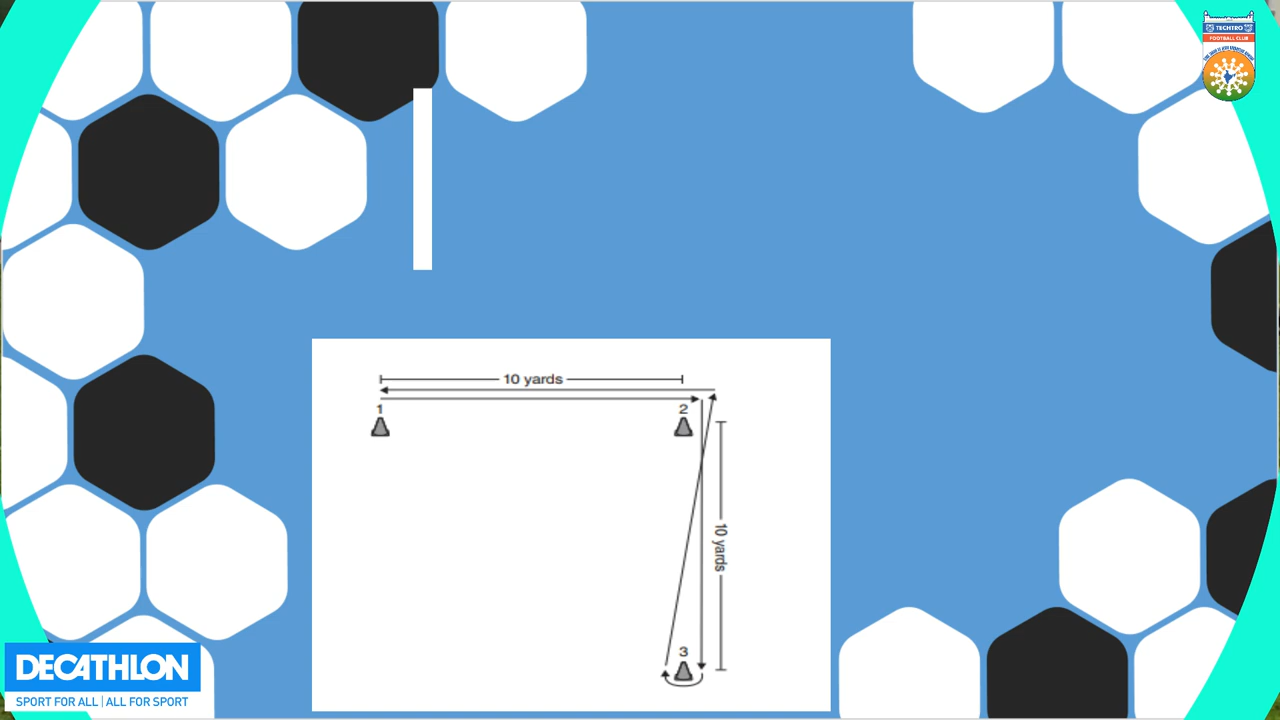 TECHTRO
FOOTBALL CLUB
10 yards
1
2
10 yards
3
DECATHLON
SPORT FOR ALL | ALL FOR SPORT